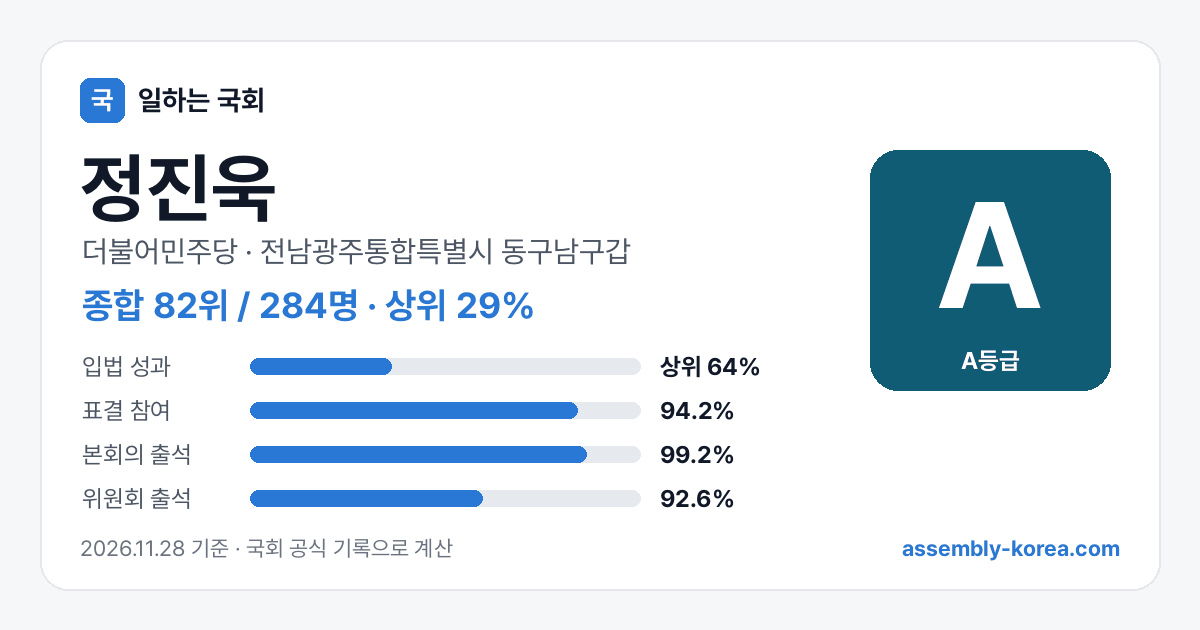 국 일하는 국회
정진욱
더불어민주당 · 전남광주통합특별시 동구남구갑
종합 82위 / 284명 · 상위 29%
A
A등급
입법 성과 상위 64%
표결 참여 94.2%
본회의 출석 99.2%
위원회 출석 92.6%
2026.11.28 기준 · 국회 공식 기록으로 계산
assembly-korea.com